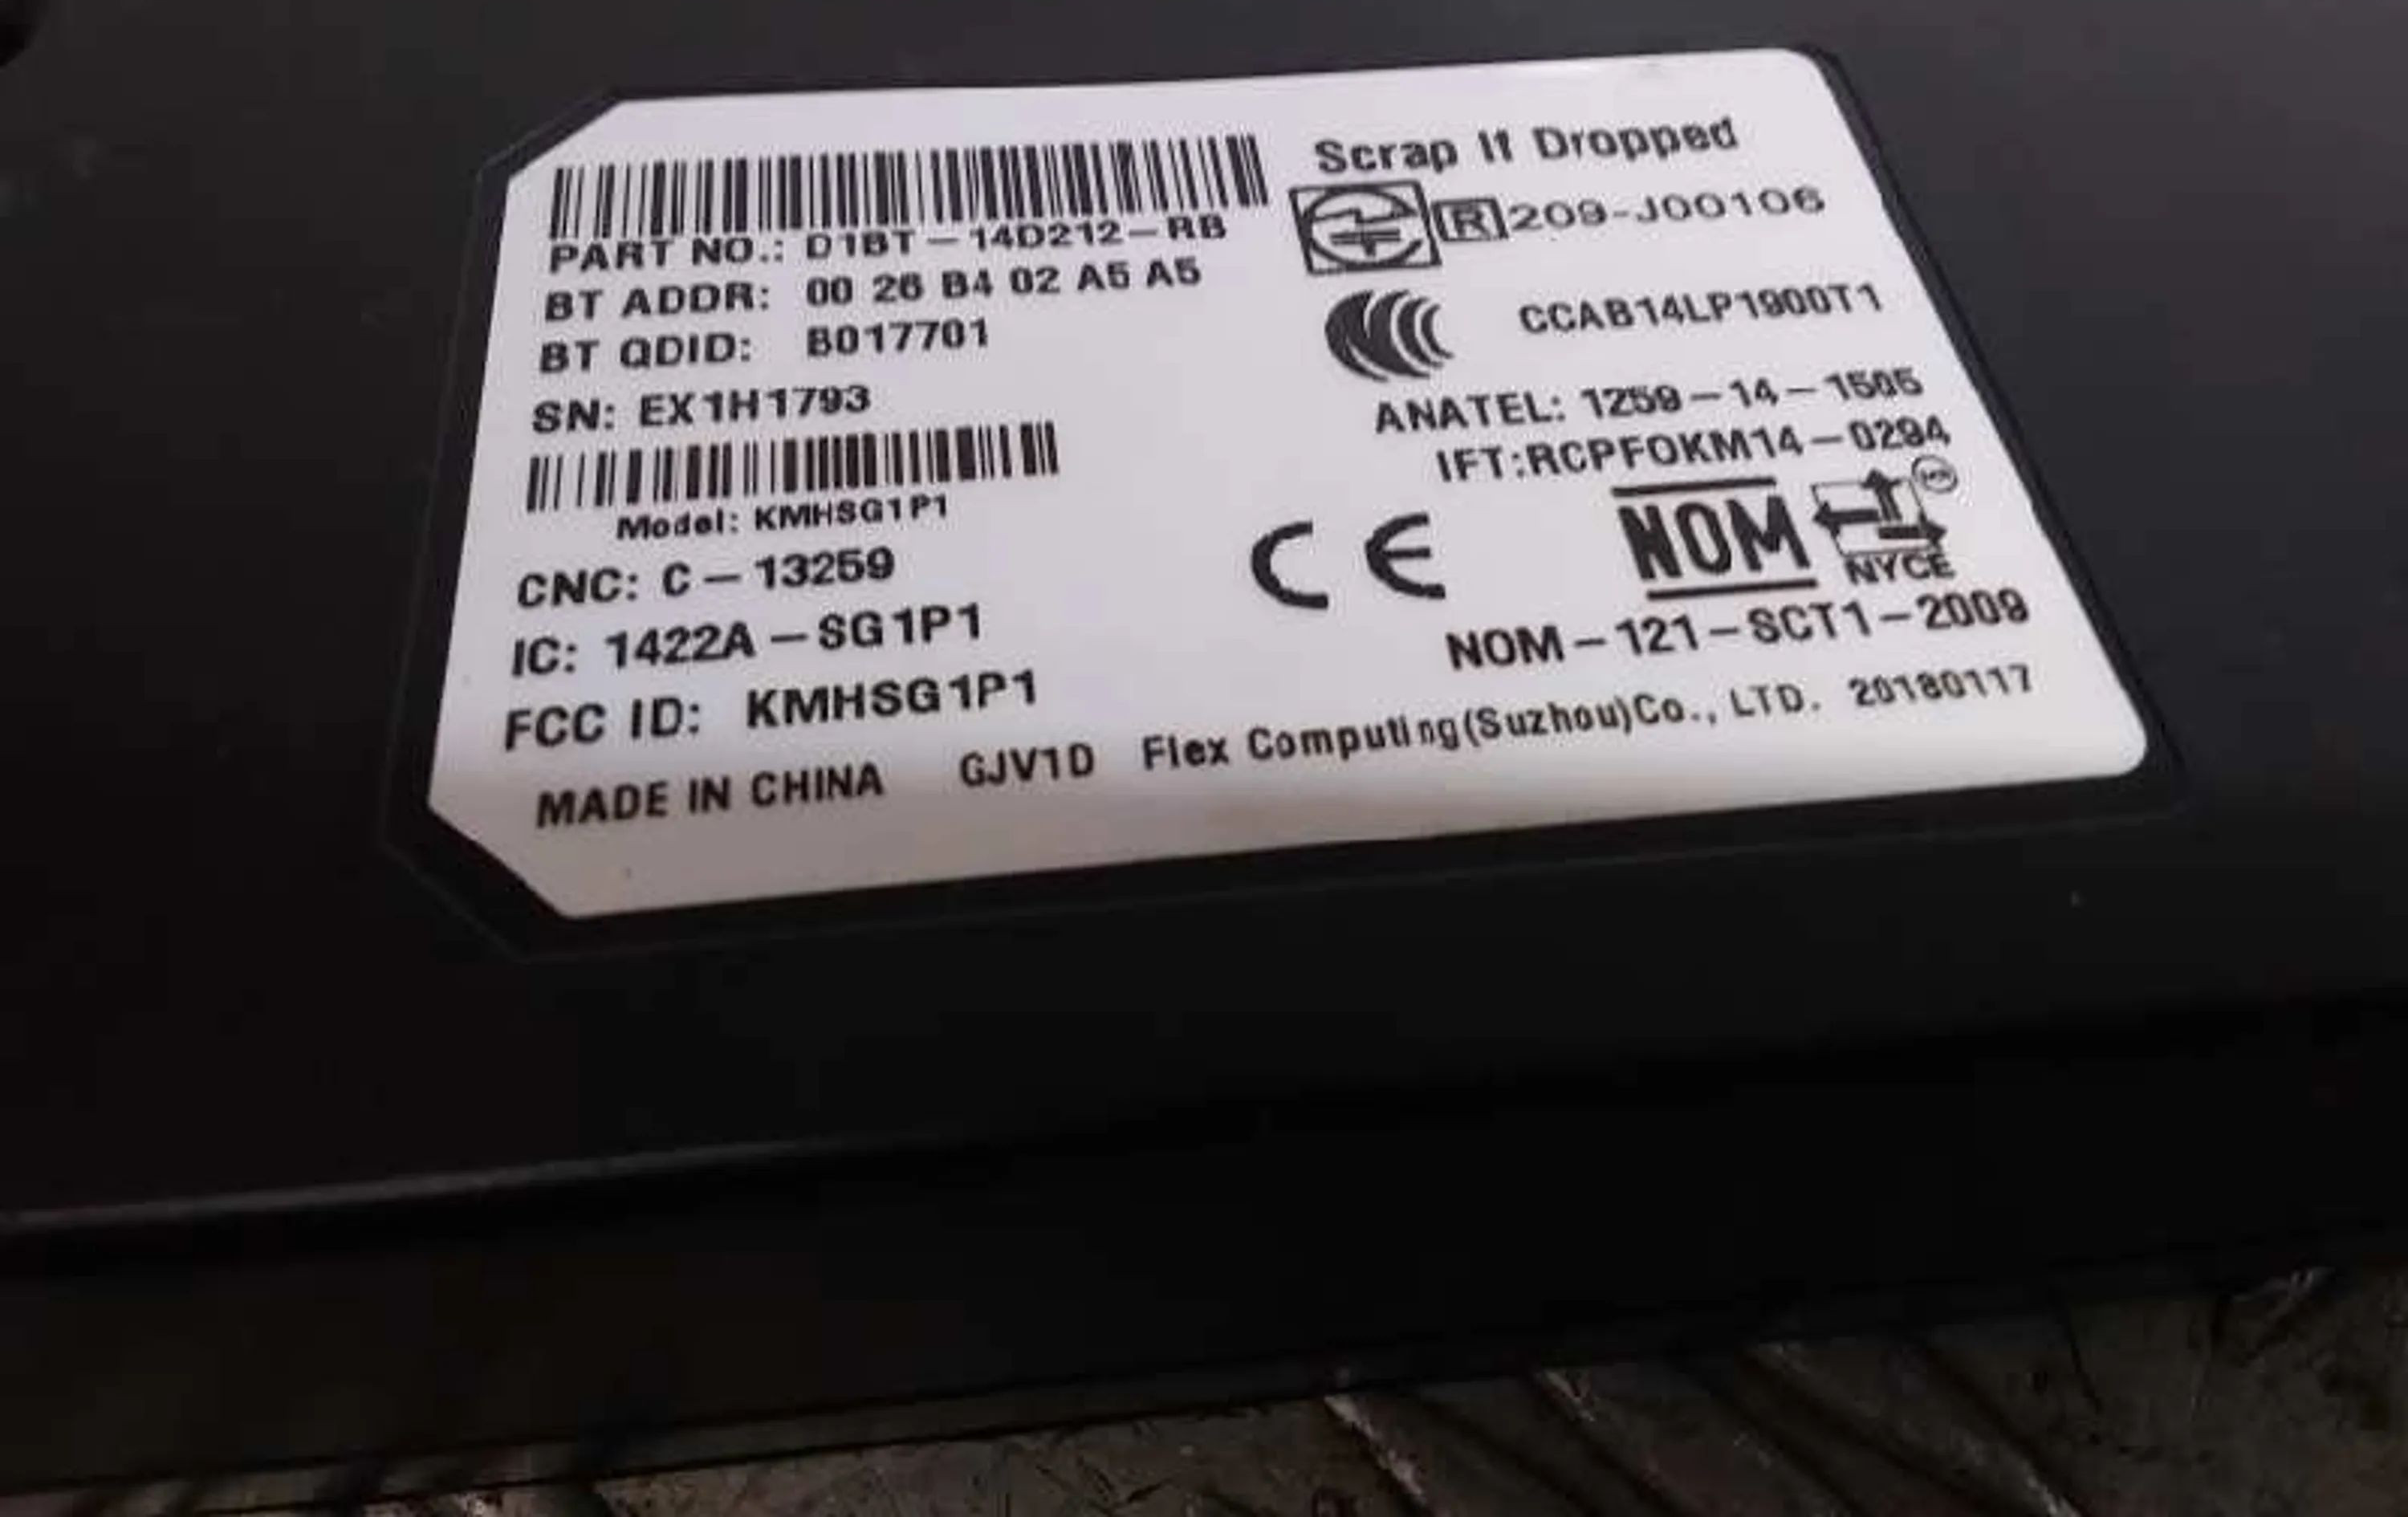 PART NO.: D1BT-14D212-RB
BT ADDR: 00 26 B4 02 A5 A5
BT QDID: B017701
SN: EX1H1793
Model: KMHSG1P1
CNC: C-13259
IC: 1422A-SG1P1
FCC ID: KMHSG1P1
MADE IN CHINA GJV1D Flex Computing(Suzhou)Co., LTD. 20180117
Scrap If Dropped
R 209-J00106
CCAB14LP1900T1
ANATEL: 1259-14-1505
IFT:RCPFOKM14-0294
CE
NOM
NYCE
NOM-121-SCT1-2009